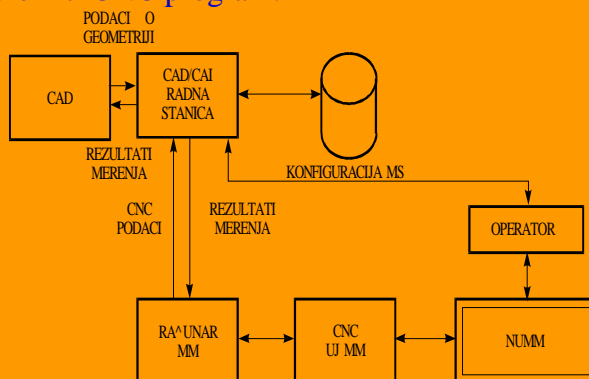 PODACI O
GEOMETRIJI
CAD
CAD/CAI
RADNA
STANICA
REZULTATI
MERENJA
KONFIGURACIJA MS
CNC
PODACI
REZULTATI
MERENJA
OPERATOR
RA^UNAR
MM
CNC
UJ MM
NUMM